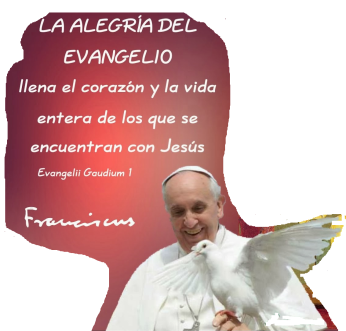 LA ALEGRÍA DEL
EVANGELIO
llena el corazón y la vida
entera de los que se
encuentran con Jesús
Evangelii Gaudium 1
Franciscus